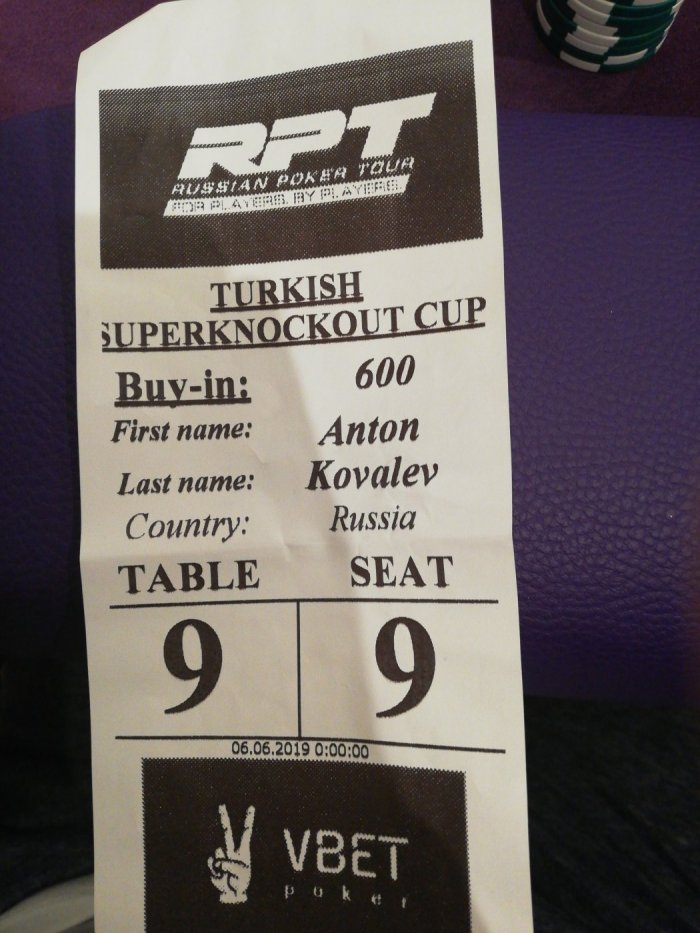 RPT
RUSSIAN POKER TOUR
FOR PLAYERS. BY PLAYERS.
TURKISH
SUPERKNOCKOUT CUP
Buy-in: 600
First name: Anton
Last name: Kovalev
Country: Russia
TABLE SEAT
9 9
06.06.2019 0:00:00
VBET
poker